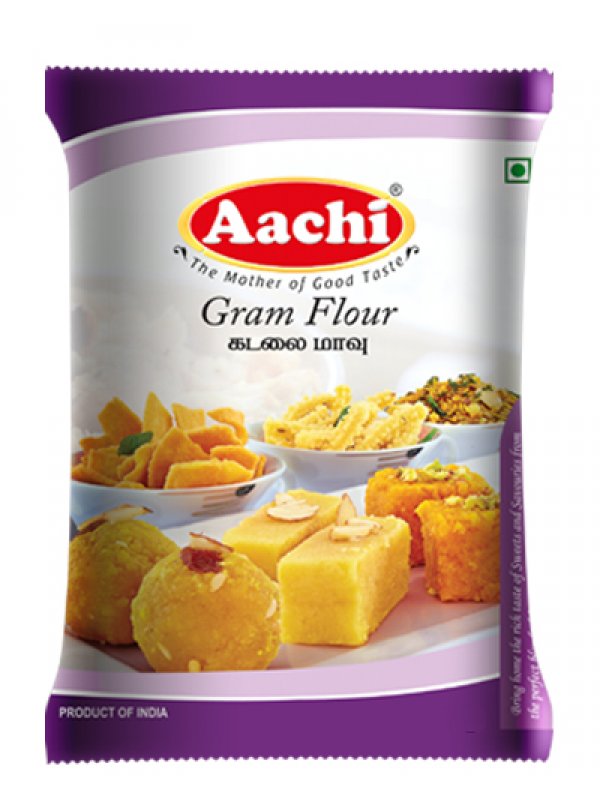 Aachi
®
The Mother of Good Taste
Gram Flour
கடலை மாவு
Bring home the rich taste of Sweets and Savouries from
the perfect
PRODUCT OF INDIA